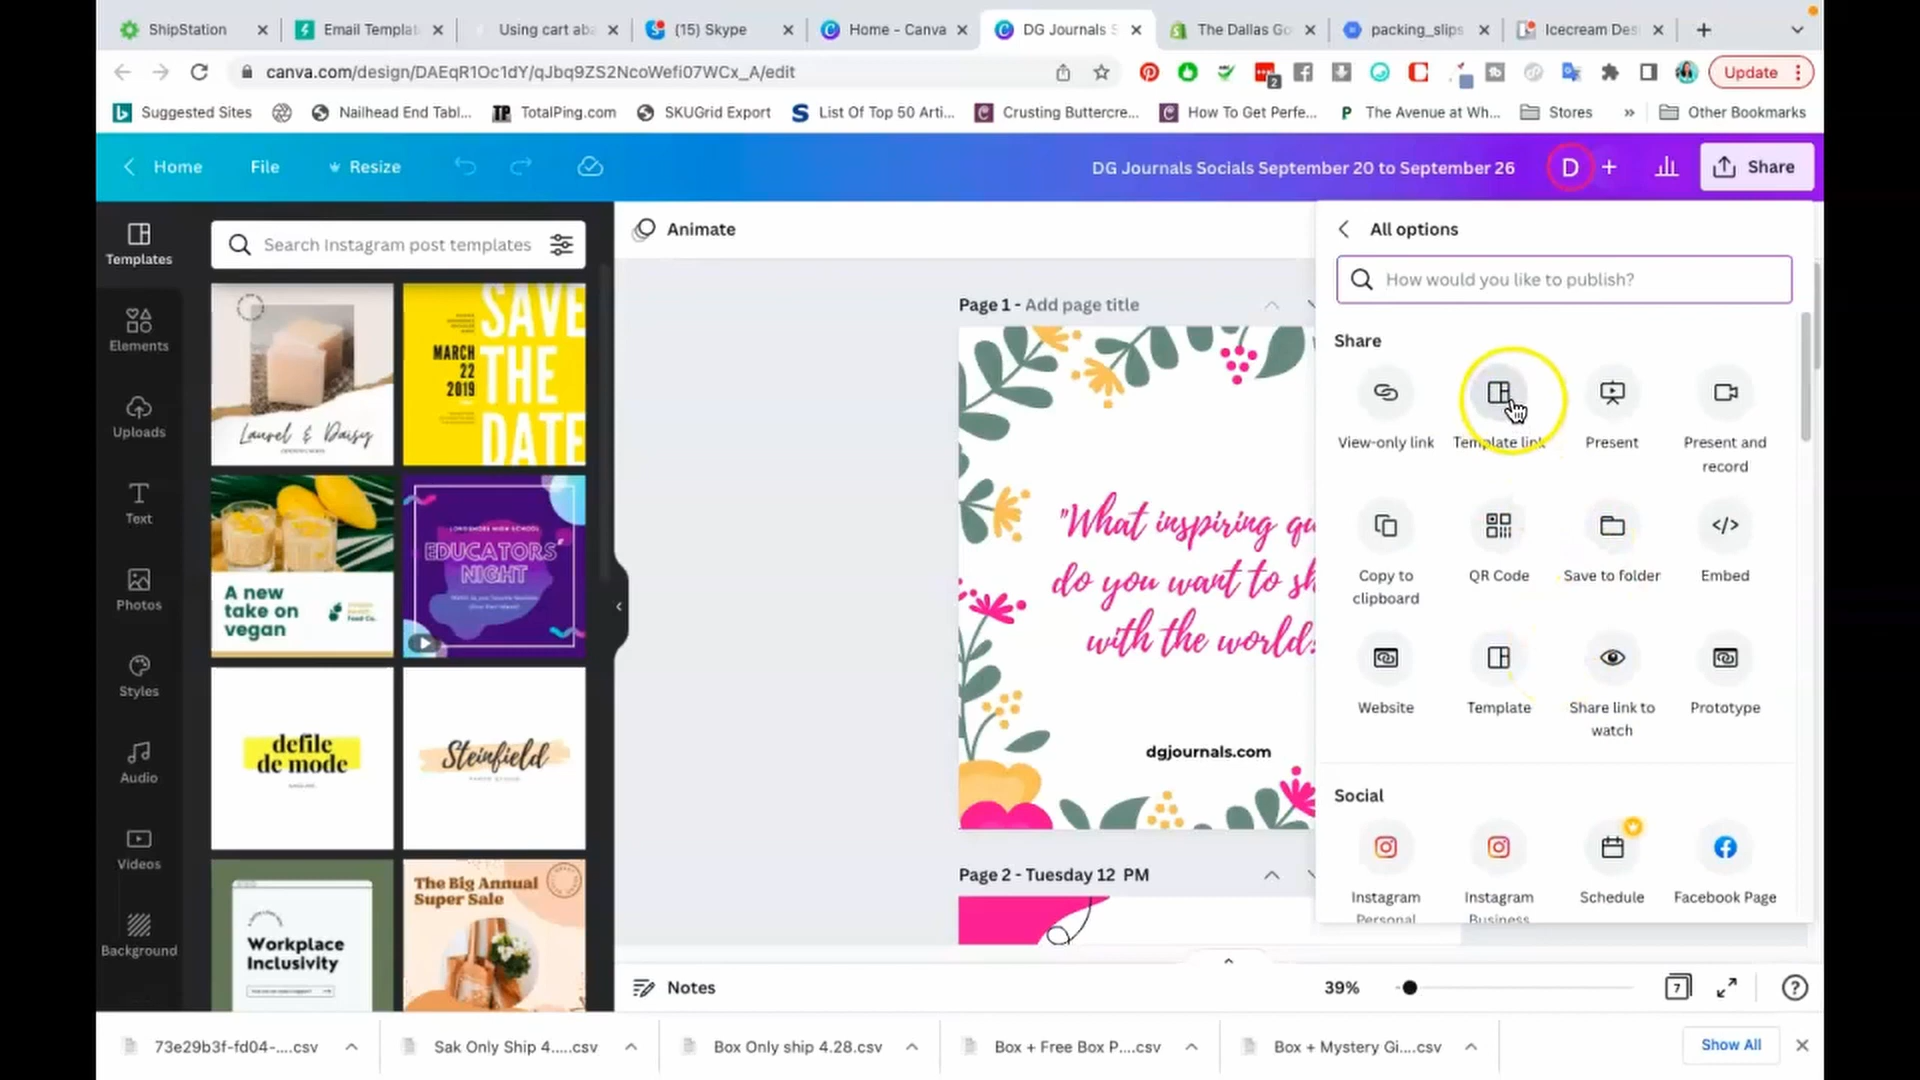 ShipStation
Email Templat
Using cart aba
(15) Skype
Home - Canva
DG Journals S
The Dallas Go
packing_slips
Icecream Des
canva.com/design/DAEqR1Oc1dY/qJbq9ZS2NcoWefi07WCx_A/edit
2
Update
Suggested Sites
Nailhead End Tabl...
TP
TotalPing.com
SKUGrid Export
List Of Top 50 Arti...
Crusting Buttercre...
How To Get Perfe...
The Avenue at Wh...
Stores
»
Other Bookmarks
Home
File
Resize
DG Journals Socials September 20 to September 26
D
Share
Templates
Elements
Uploads
Text
Photos
Styles
Audio
Videos
Background
Search Instagram post templates
Laurel & Daisy
MARCH
22
2019
SAVE
THE
DATE
A new
take on
vegan
EDUCATORS'
NIGHT
defile
de mode
Steinfield
Workplace
Inclusivity
The Big Annual
Super Sale
Animate
Page 1 - Add page title
"What inspiring qu
do you want to sh
with the world?
dgjournals.com
Page 2 - Tuesday 12 PM
All options
How would you like to publish?
Share
View-only link
Template link
Present
Present and
record
Copy to
clipboard
QR Code
Save to folder
Embed
Website
Template
Share link to
watch
Prototype
Social
Instagram
Personal
Instagram
Business
Schedule
Facebook Page
Notes
39%
7
73e29b3f-fd04-....csv
Sak Only Ship 4.....csv
Box Only ship 4.28.csv
Box + Free Box P....csv
Box + Mystery Gi....csv
Show All